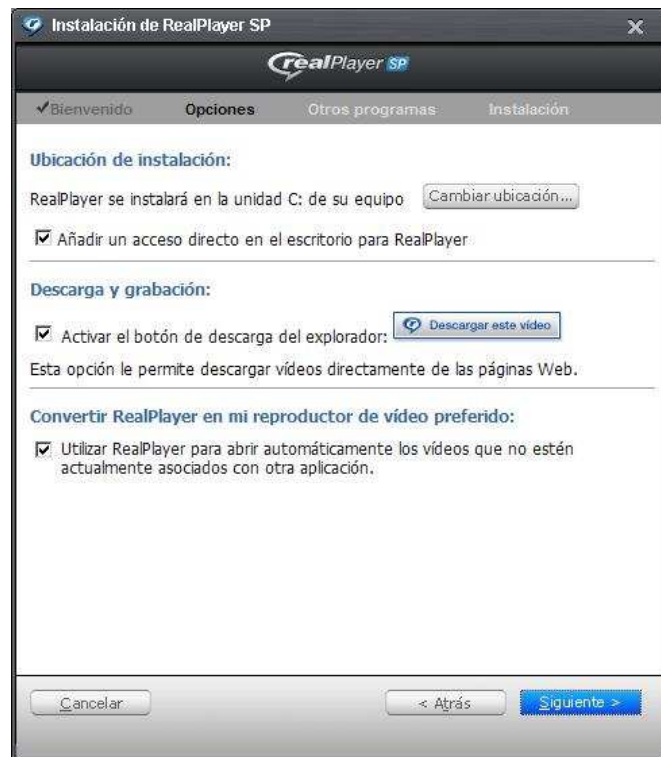 Instalación de RealPlayer SP
realPlayer SP
Bienvenido Opciones Otros programas Instalación
Ubicación de instalación:
RealPlayer se instalará en la unidad C: de su equipo Cambiar ubicación...
Añadir un acceso directo en el escritorio para RealPlayer
Descarga y grabación:
Activar el botón de descarga del explorador: Descargar este vídeo
Esta opción le permite descargar vídeos directamente de las páginas Web.
Convertir RealPlayer en mi reproductor de vídeo preferido:
Utilizar RealPlayer para abrir automáticamente los vídeos que no estén
actualmente asociados con otra aplicación.
Cancelar < Atrás Siguiente >